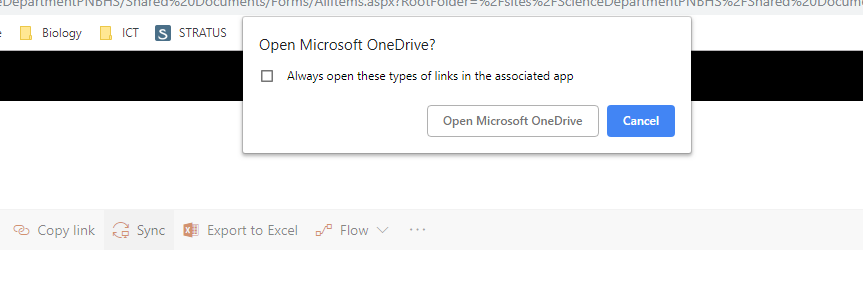 eDepartmentPNBHS/Shared%20Documents/Forms/AllItems.aspx?RootFolder=%2Fsites%2FScienceDepartmentPNBHS%2FShared%20Docume
e Biology ICT S STRATUS
Open Microsoft OneDrive?
Always open these types of links in the associated app
Open Microsoft OneDrive Cancel
Copy link Sync Export to Excel Flow ···